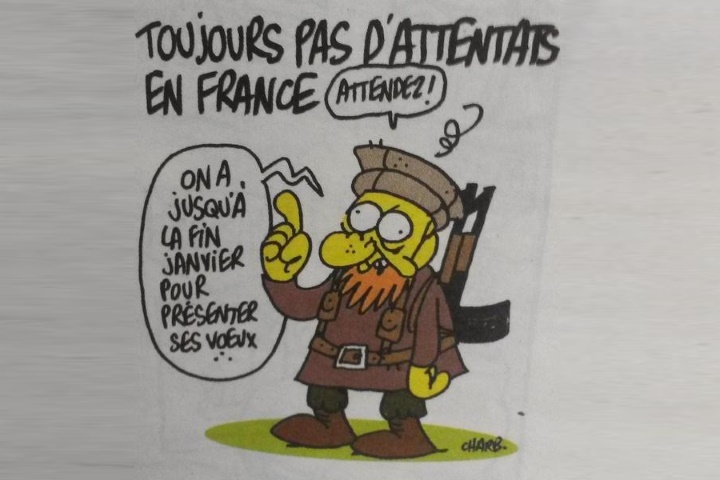 TOUJOURS PAS D'ATTENTATS
EN FRANCE
ATTENDEZ!
ON A
JUSQU'À
LA FIN
JANVIER
POUR
PRÉSENTER
SES VOEUX
...
CHARB.